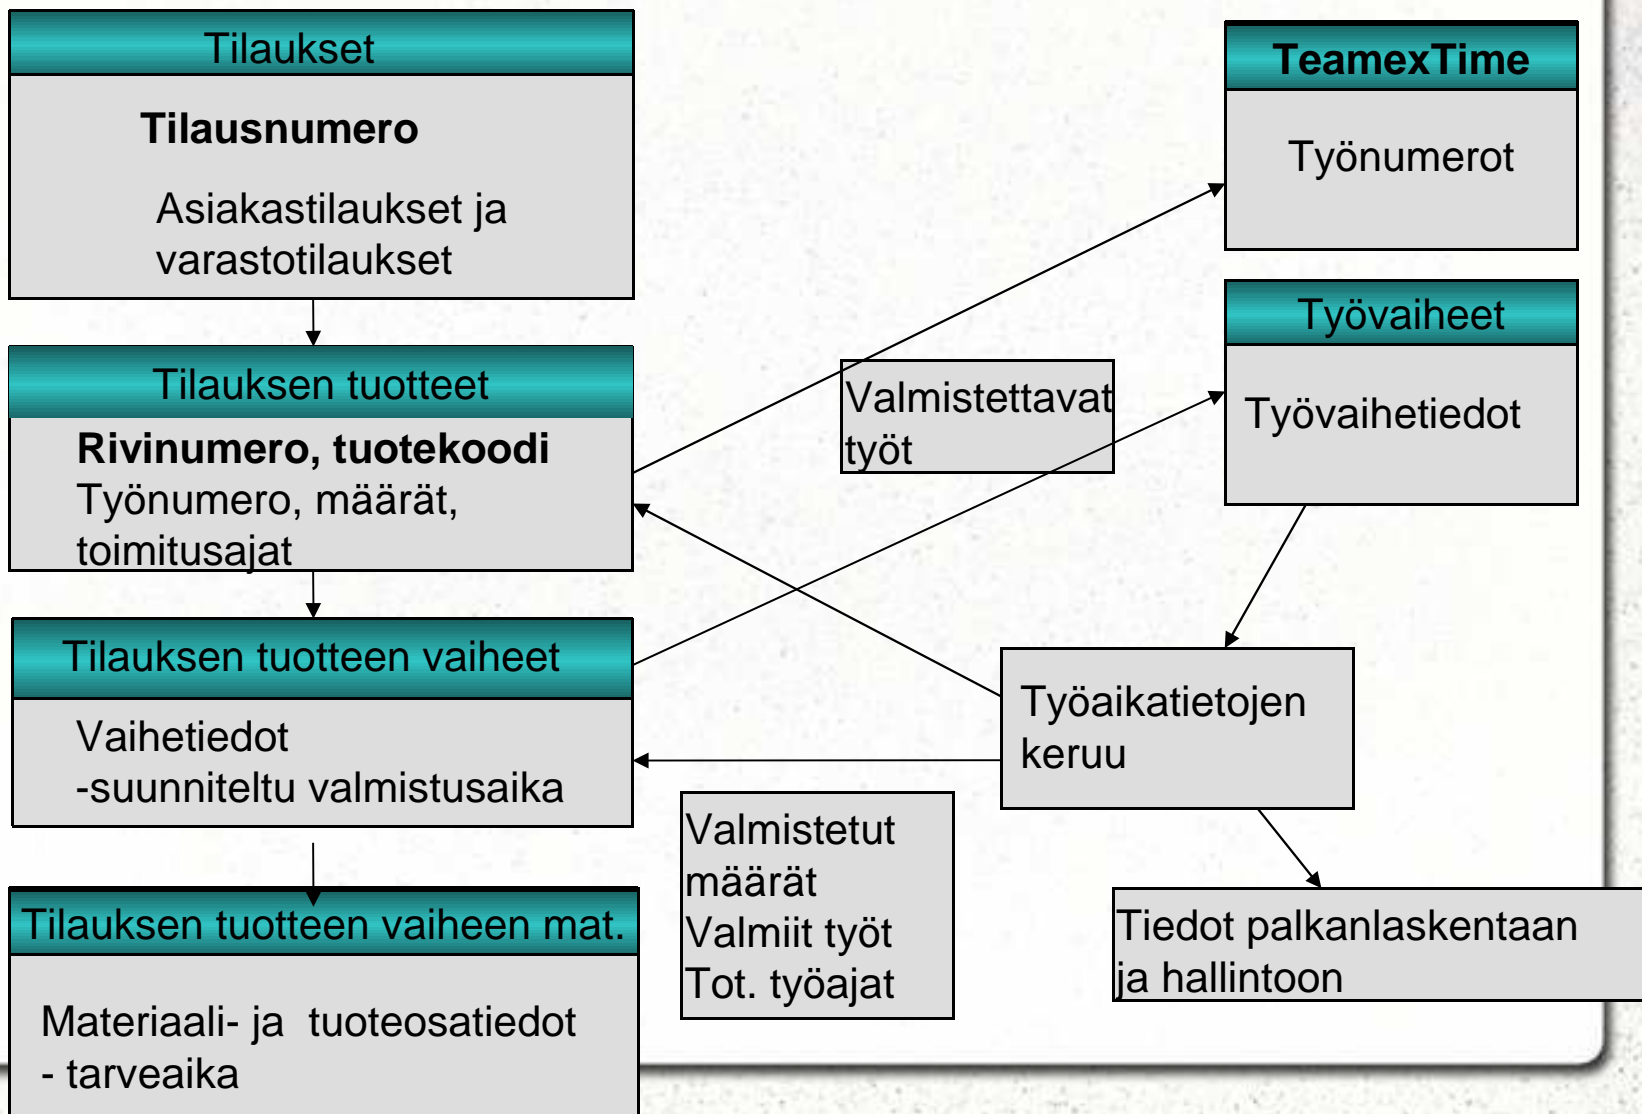 Tilaukset
Tilausnumero
Asiakastilaukset ja
varastotilaukset
Tilauksen tuotteet
Rivinumero, tuotekoodi
Työnumero, määrät,
toimitusajat
Tilauksen tuotteen vaiheet
Vaihetiedot
-suunniteltu valmistusaika
Tilauksen tuotteen vaiheen mat.
Materiaali- ja tuoteosatiedot
- tarveaika
Valmistettavat
työt
Valmistetut
määrät
Valmiit työt
Tot. työajat
TeamexTime
Työnumerot
Työvaiheet
Työvaihetiedot
Työaikatietojen
keruu
Tiedot palkanlaskentaan
ja hallintoon